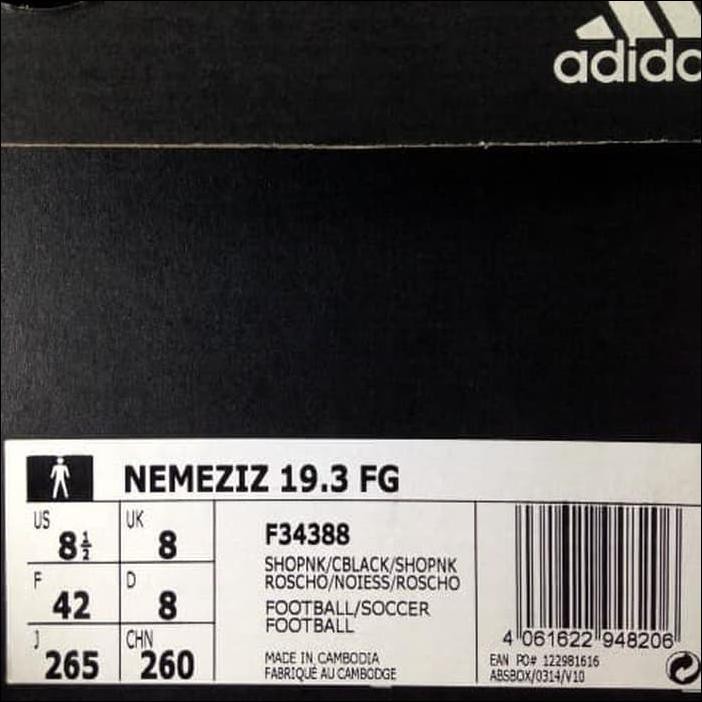 adida
NEMEZIZ 19.3 FG
US 8½ UK 8
F 42 D 8
J 265 CHN 260
F34388
SHOPNK/CBLACK/SHOPNK
ROSCHO/NOIESS/ROSCHO
FOOTBALL/SOCCER
FOOTBALL
MADE IN CAMBODIA
FABRIQUÉ AU CAMBODGE
4 061622 948206
EAN PO# 122981616
ABSBOX/0314/V10